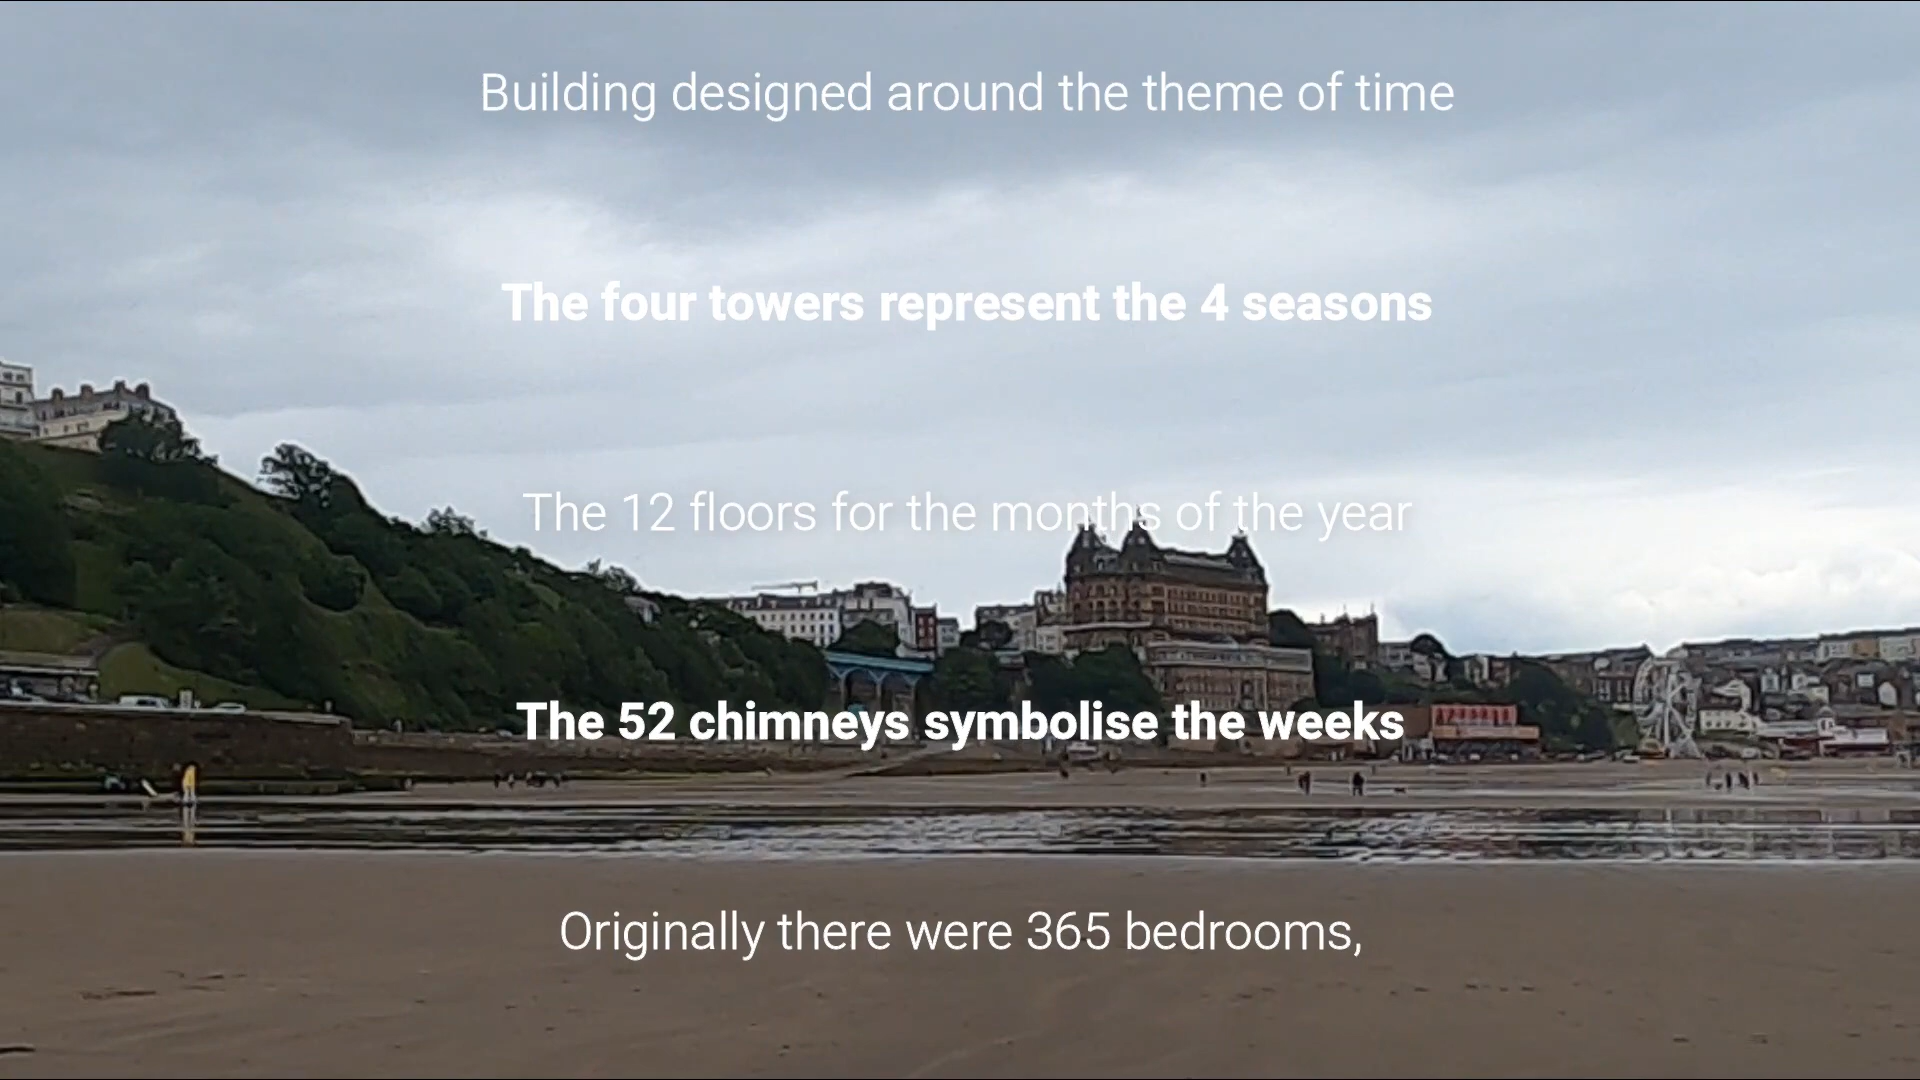 Building designed around the theme of time
The four towers represent the 4 seasons
The 12 floors for the months of the year
The 52 chimneys symbolise the weeks
Originally there were 365 bedrooms,